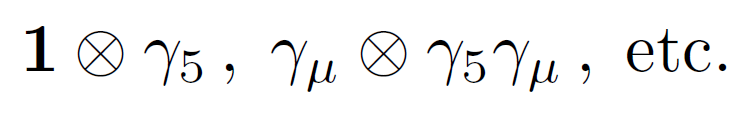 𝟏 ⊗ γ₅ , γ_μ ⊗ γ₅γ_μ , etc.